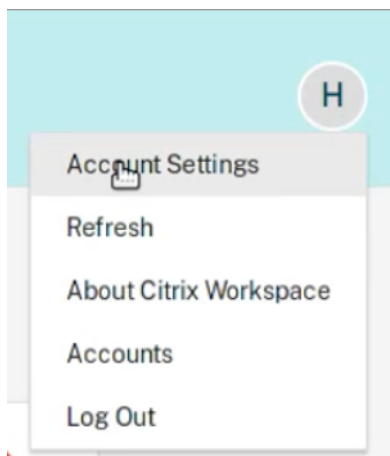 H
Account Settings
Refresh
About Citrix Workspace
Accounts
Log Out